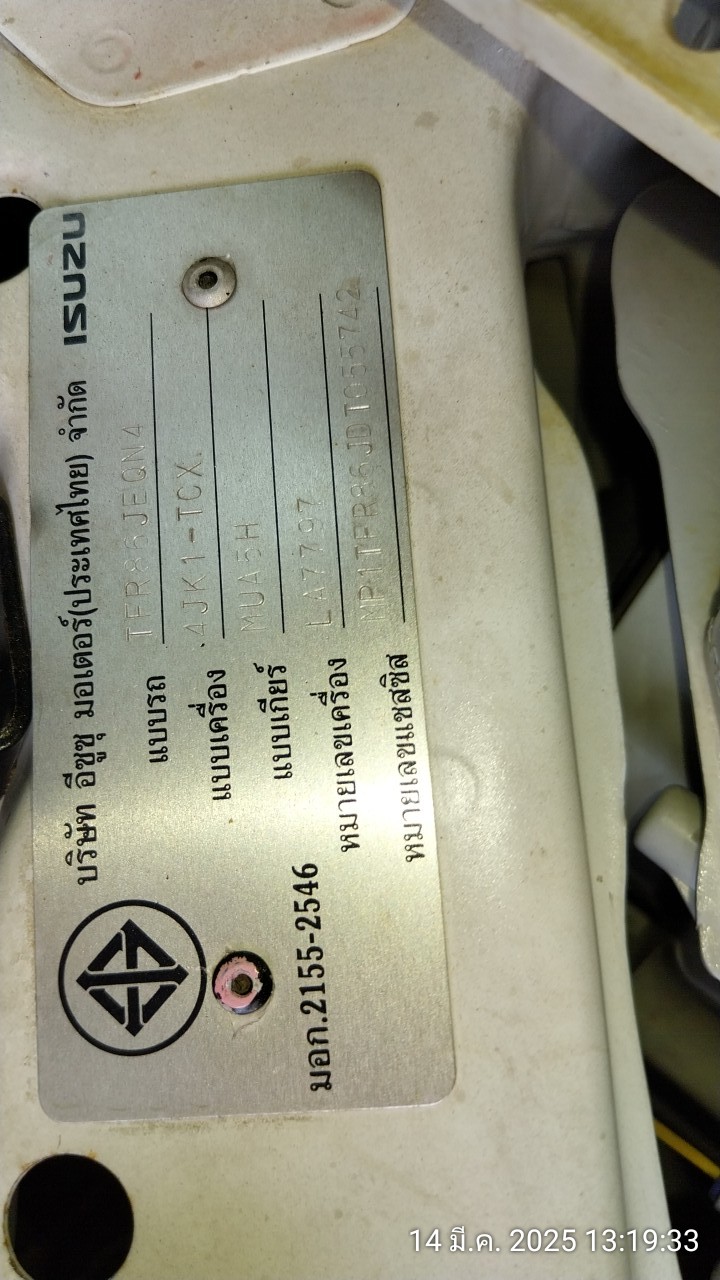 บริษัท อีซูซุ มอเตอร์(ประเทศไทย) จำกัด ISUZU
แบบรถ TFR86JEQN4
แบบเครื่อง 4JK1-TCX
แบบเกียร์ MUA5H
มอก.2155-2546
หมายเลขเครื่อง LA7797
หมายเลขแชสซิส MP1TFR86JDT055742
14 มี.ค. 2025 13:19:33